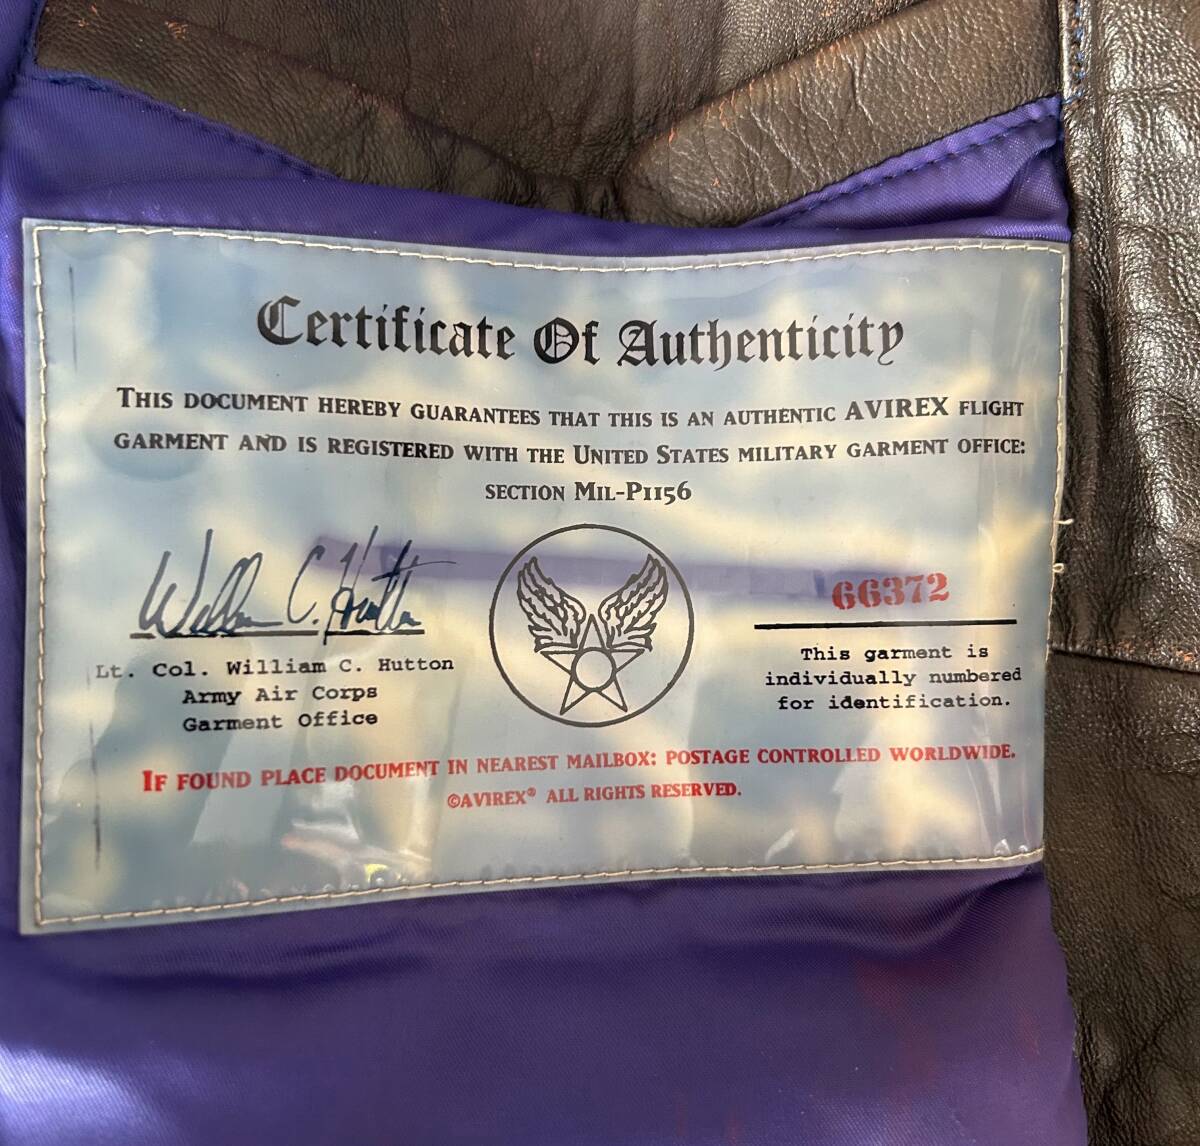 Certificate Of Authenticity
THIS DOCUMENT HEREBY GUARANTEES THAT THIS IS AN AUTHENTIC AVIREX FLIGHT
GARMENT AND IS REGISTERED WITH THE UNITED STATES MILITARY GARMENT OFFICE:
SECTION MIL-P1156
William C. Hutton
Lt. Col. William C. Hutton
Army Air Corps
Garment Office
66372
This garment is
individually numbered
for identification.
IF FOUND PLACE DOCUMENT IN NEAREST MAILBOX: POSTAGE CONTROLLED WORLDWIDE.
©AVIREX® ALL RIGHTS RESERVED.